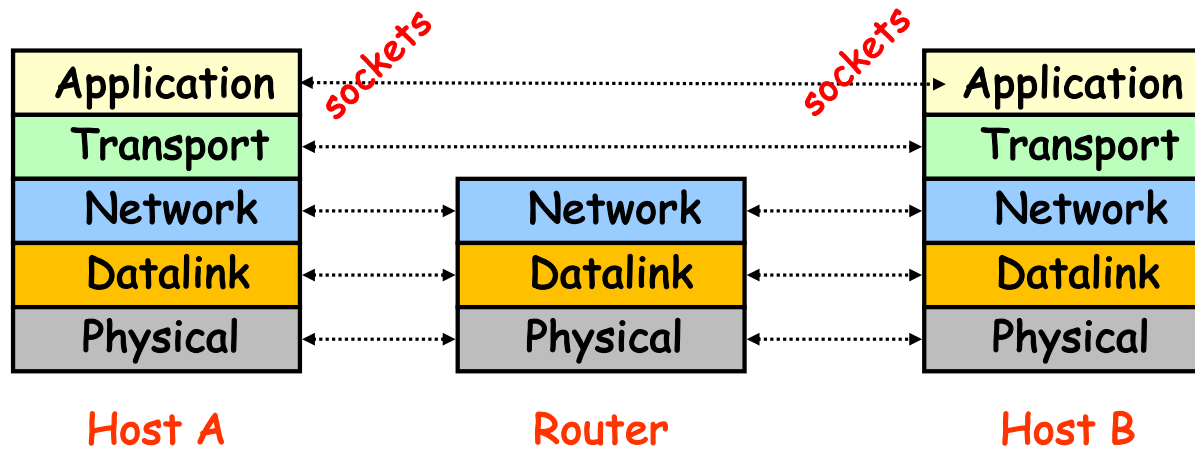 sockets
sockets
Application
Application
Transport
Transport
Network
Network
Network
Datalink
Datalink
Datalink
Physical
Physical
Physical
Host A
Router
Host B